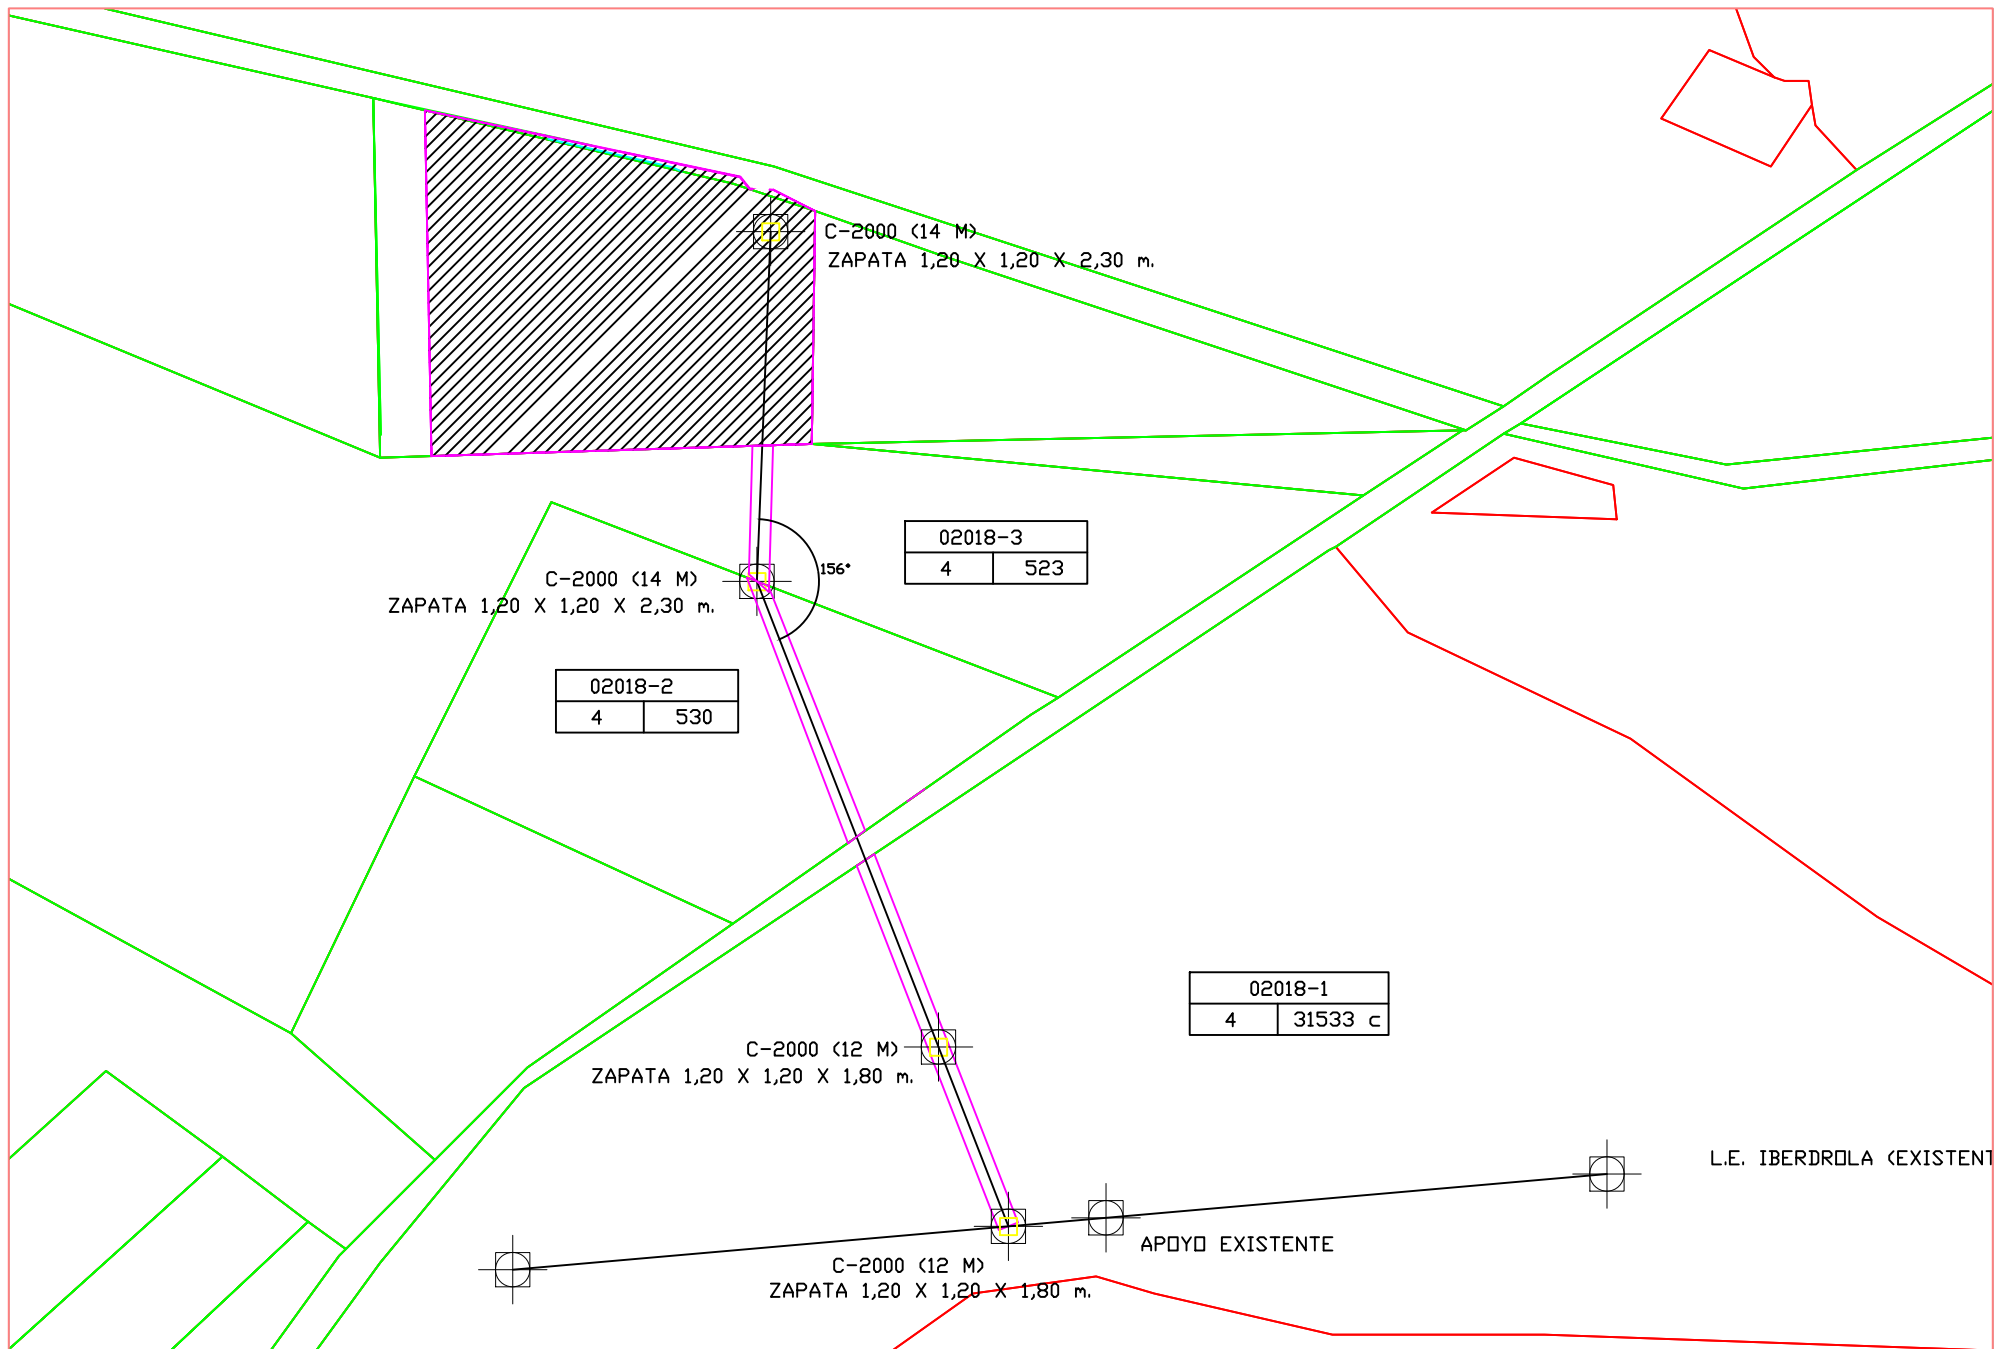 C-2000 (14 M)
ZAPATA 1,20 X 1,20 X 2,30 m.
02018-3
4 523
156°
C-2000 (14 M)
ZAPATA 1,20 X 1,20 X 2,30 m.
02018-2
4 530
02018-1
4 31533 c
C-2000 (12 M)
ZAPATA 1,20 X 1,20 X 1,80 m.
L.E. IBERDROLA (EXISTENT
APOYO EXISTENTE
C-2000 (12 M)
ZAPATA 1,20 X 1,20 X 1,80 m.